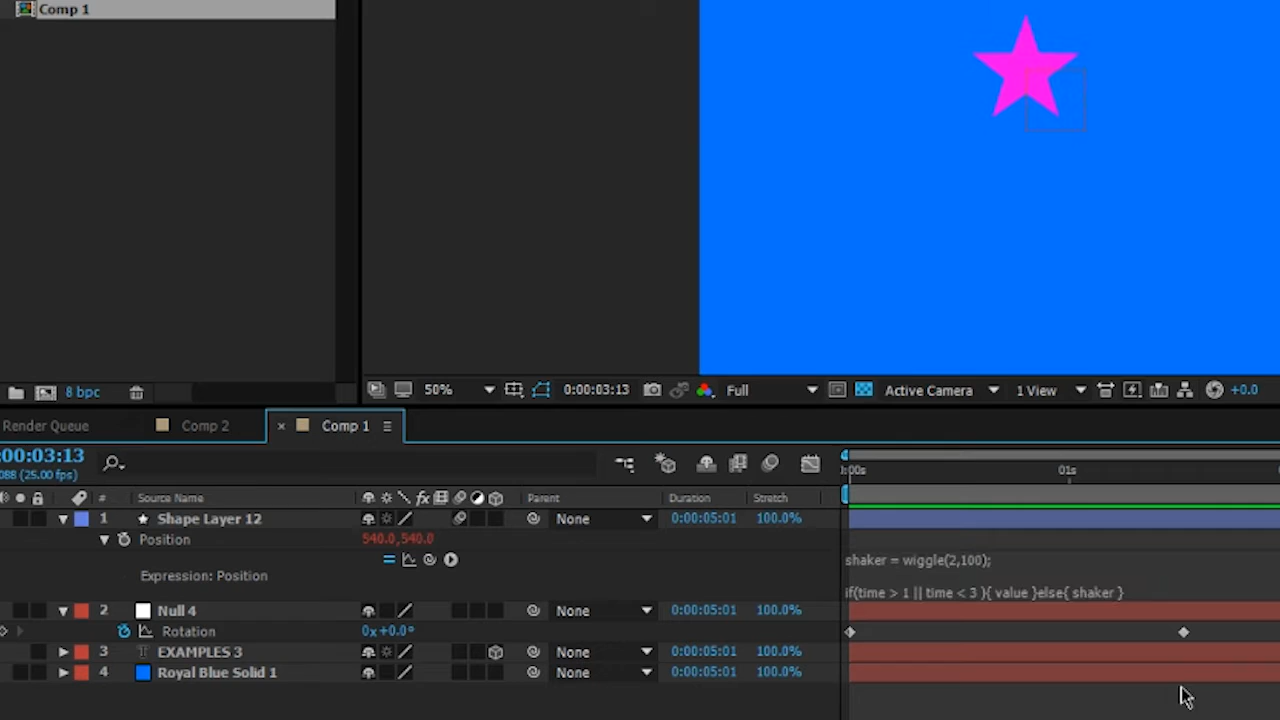 Comp 1
8 bpc
50%
0:00:03:13
Full
Active Camera
1 View
+0.0
Render Queue
Comp 2
× Comp 1
:00:03:13
088 (25.00 fps)
:00s
01s
#
Source Name
fx
Parent
Duration
Stretch
1
Shape Layer 12
None
0:00:05:01
100.0%
Position
540.0,540.0
shaker = wiggle(2,100);
Expression: Position
if(time > 1 || time < 3 ){ value }else{ shaker }
2
Null 4
None
0:00:05:01
100.0%
Rotation
0x+0.0°
3
T EXAMPLES 3
None
0:00:05:01
100.0%
4
Royal Blue Solid 1
None
0:00:05:01
100.0%